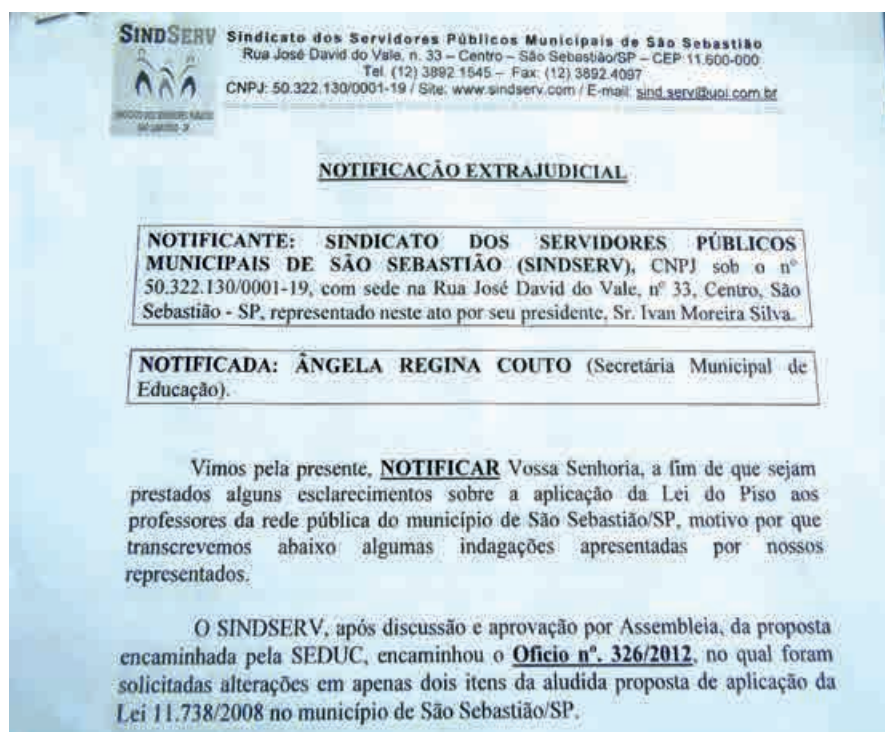 SINDSERV
Sindicato dos Servidores Públicos Municipais de São Sebastião
Rua José David do Vale, n. 33 – Centro – São Sebastião/SP – CEP 11.600-000
Tel. (12) 3892.1545 – Fax: (12) 3892.4097
CNPJ: 50.322.130/0001-19 / Site: www.sindserv.com / E-mail: sind.serv@uol.com.br
NOTIFICAÇÃO EXTRAJUDICIAL
NOTIFICANTE: SINDICATO DOS SERVIDORES PÚBLICOS
MUNICIPAIS DE SÃO SEBASTIÃO (SINDSERV), CNPJ sob o nº
50.322.130/0001-19, com sede na Rua José David do Vale, nº 33, Centro, São
Sebastião - SP, representado neste ato por seu presidente, Sr. Ivan Moreira Silva.
NOTIFICADA: ÂNGELA REGINA COUTO (Secretária Municipal de
Educação).
Vimos pela presente, NOTIFICAR Vossa Senhoria, a fim de que sejam
prestados alguns esclarecimentos sobre a aplicação da Lei do Piso aos
professores da rede pública do município de São Sebastião/SP, motivo por que
transcrevemos abaixo algumas indagações apresentadas por nossos
representados.
O SINDSERV, após discussão e aprovação por Assembleia, da proposta
encaminhada pela SEDUC, encaminhou o Oficio nº. 326/2012, no qual foram
solicitadas alterações em apenas dois itens da aludida proposta de aplicação da
Lei 11.738/2008 no município de São Sebastião/SP.